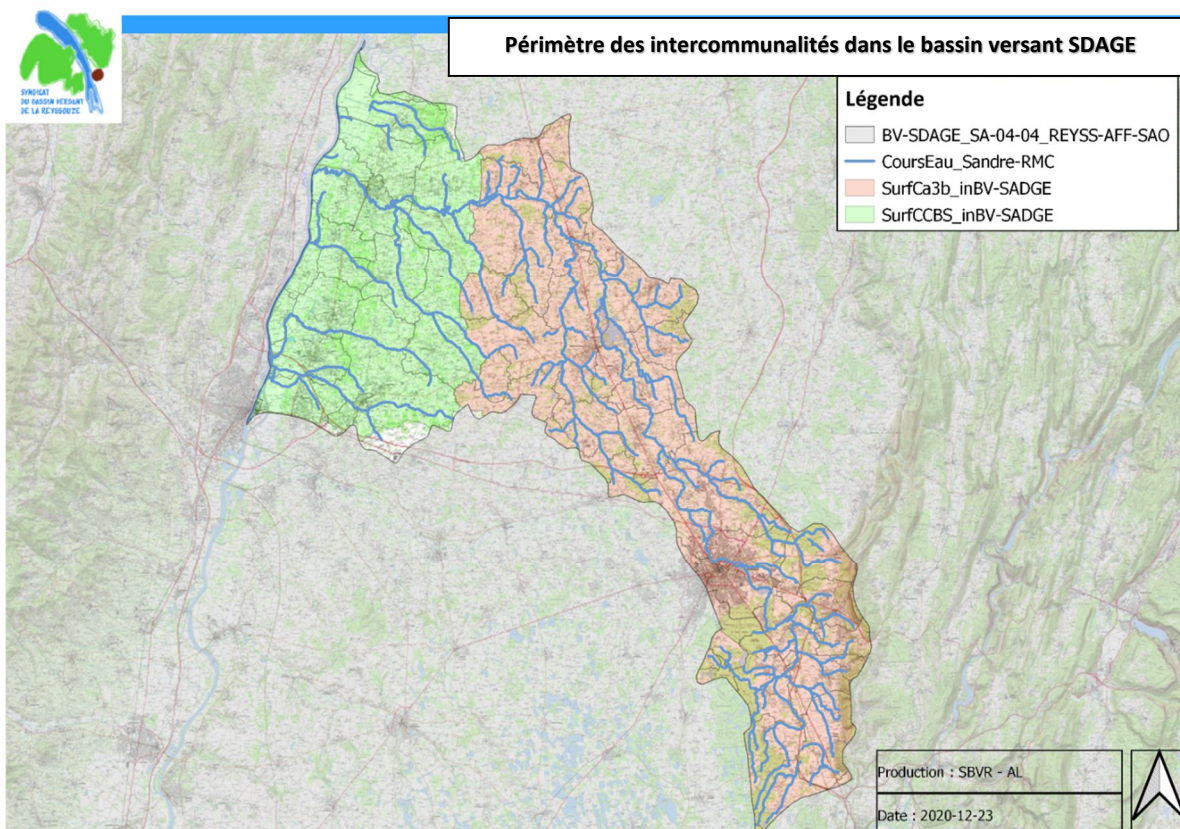 SYNDICAT
DU BASSIN VERSANT
DE LA REYSSOUZE
Périmètre des intercommunalités dans le bassin versant SDAGE
Légende
BV-SDAGE_SA-04-04_REYSS-AFF-SAO
CoursEau_Sandre-RMC
SurfCa3b_inBV-SADGE
SurfCCBS_inBV-SADGE
Production : SBVR - AL
Date : 2020-12-23